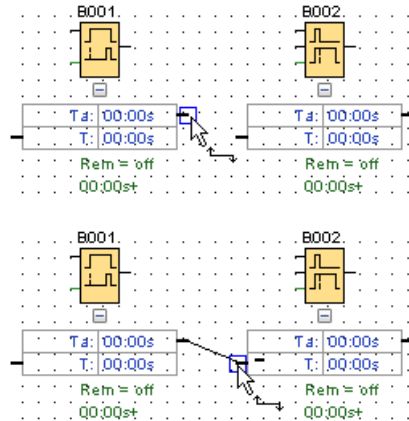 B001
B002
Ta: 00:00s
T: 00:00s
Rem = off
00:00s+
Ta: 00:00s
T: 00:00s
Rem = off
00:00s+
B001
B002
Ta: 00:00s
T: 00:00s
Rem = off
00:00s+
Ta: 00:00s
T: 00:00s
Rem = off
00:00s+